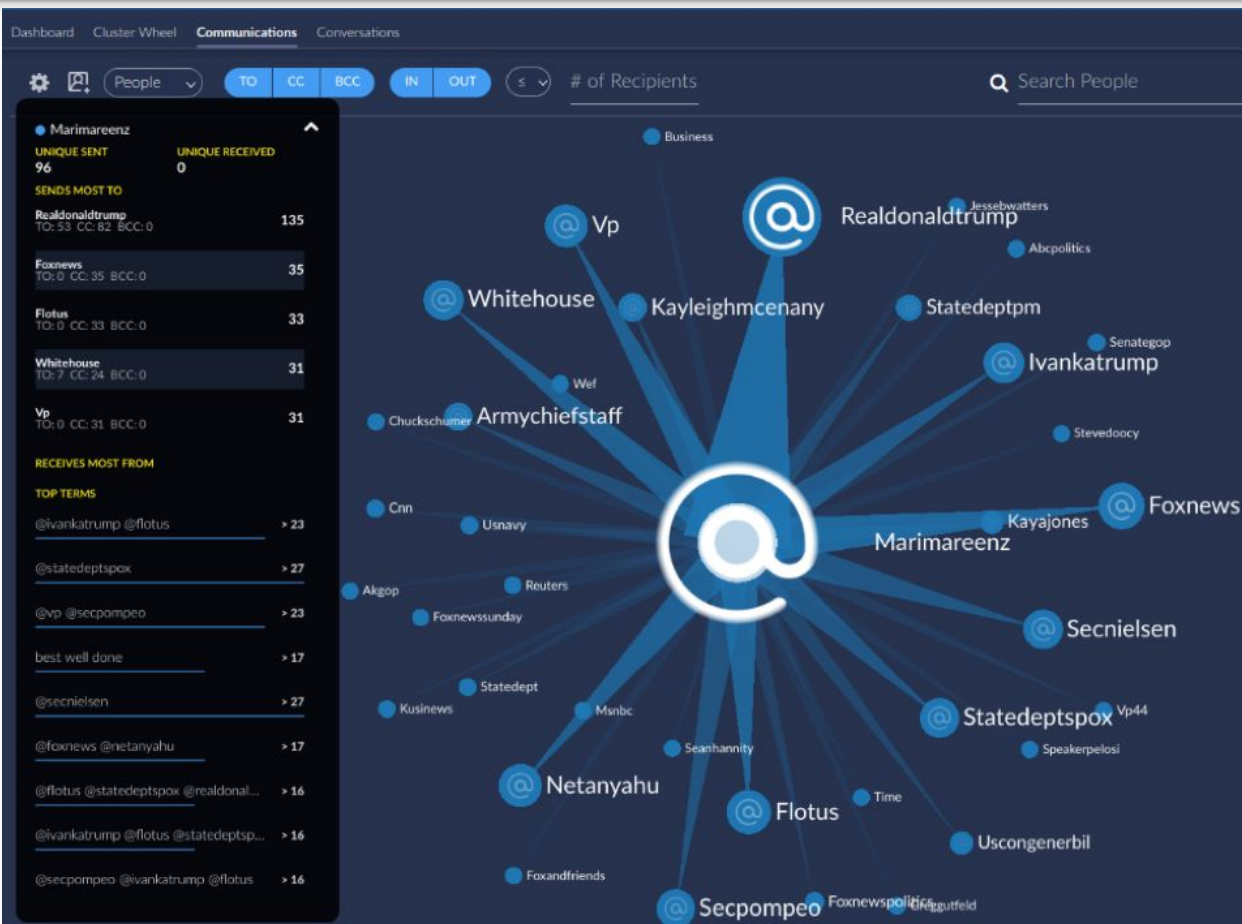 Dashboard Cluster Wheel Communications Conversations
People TO CC BCC IN OUT ≤ # of Recipients Search People
Marimareenz
UNIQUE SENT UNIQUE RECEIVED
96 0
SENDS MOST TO
Realdonaldtrump 135
TO: 53 CC: 82 BCC: 0
Foxnews 35
TO: 0 CC: 35 BCC: 0
Flotus 33
TO: 0 CC: 33 BCC: 0
Whitehouse 31
TO: 7 CC: 24 BCC: 0
Vp 31
TO: 0 CC: 31 BCC: 0
RECEIVES MOST FROM
TOP TERMS
@ivankatrump @flotus > 23
@statedeptspox > 27
@vp @secpompeo > 23
best well done > 17
@secnielsen > 27
@foxnews @netanyahu > 17
@flotus @statedeptspox @realdonal... > 16
@ivankatrump @flotus @statedeptsp... > 16
@secpompeo @ivankatrump @flotus > 16
Business
Jessebwatters
@ Realdonaldtrump
@ Vp
Abcpolitics
@ Whitehouse
@ Kayleighmcenany
@ Statedeptpm
Senategop
@ Ivankatrump
Wef
Chuckschumer
@ Armychiefstaff
Stevedoocy
Cnn
Usnavy
@ Foxnews
Kayajones
@ Marimareenz
Akgop
Reuters
Foxnewssunday
@ Secnielsen
Statedept
Kusinews
Msnbc
@ Statedeptspox
Vp44
Seanhannity
Speakerpelosi
@ Netanyahu
Time
@ Flotus
Uscongenerbil
Foxandfriends
@ Secpompeo
Foxnewspolitics
Greggutfeld